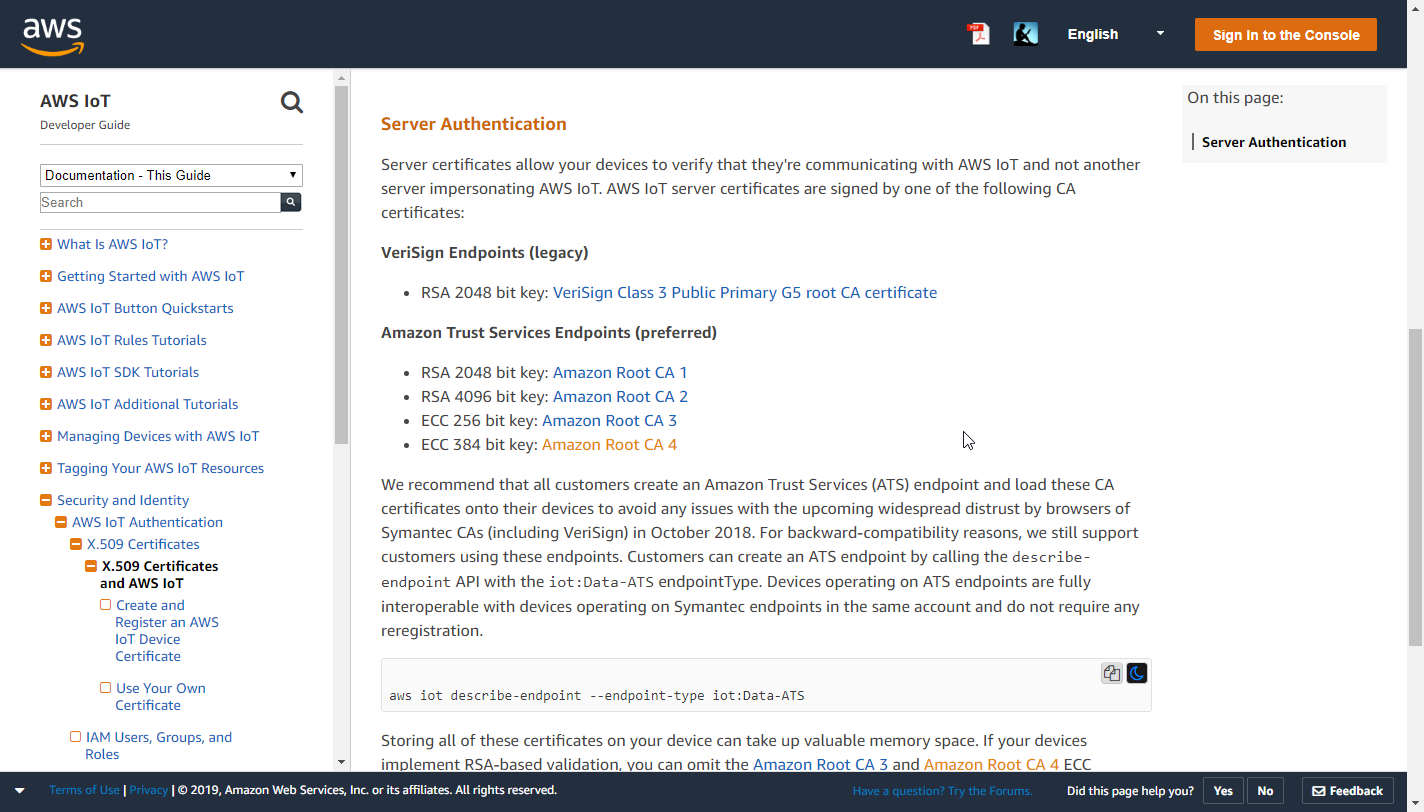 aws
PDF
English
Sign In to the Console
AWS IoT
Developer Guide
Documentation - This Guide
Search
What Is AWS IoT?
Getting Started with AWS IoT
AWS IoT Button Quickstarts
AWS IoT Rules Tutorials
AWS IoT SDK Tutorials
AWS IoT Additional Tutorials
Managing Devices with AWS IoT
Tagging Your AWS IoT Resources
Security and Identity
AWS IoT Authentication
X.509 Certificates
X.509 Certificates
and AWS IoT
Create and
Register an AWS
IoT Device
Certificate
Use Your Own
Certificate
IAM Users, Groups, and
Roles
Server Authentication
Server certificates allow your devices to verify that they're communicating with AWS IoT and not another
server impersonating AWS IoT. AWS IoT server certificates are signed by one of the following CA
certificates:
VeriSign Endpoints (legacy)
• RSA 2048 bit key: VeriSign Class 3 Public Primary G5 root CA certificate
Amazon Trust Services Endpoints (preferred)
• RSA 2048 bit key: Amazon Root CA 1
• RSA 4096 bit key: Amazon Root CA 2
• ECC 256 bit key: Amazon Root CA 3
• ECC 384 bit key: Amazon Root CA 4
We recommend that all customers create an Amazon Trust Services (ATS) endpoint and load these CA
certificates onto their devices to avoid any issues with the upcoming widespread distrust by browsers of
Symantec CAs (including VeriSign) in October 2018. For backward-compatibility reasons, we still support
customers using these endpoints. Customers can create an ATS endpoint by calling the describe-
endpoint API with the iot:Data-ATS endpointType. Devices operating on ATS endpoints are fully
interoperable with devices operating on Symantec endpoints in the same account and do not require any
reregistration.
aws iot describe-endpoint --endpoint-type iot:Data-ATS
Storing all of these certificates on your device can take up valuable memory space. If your devices
implement RSA-based validation, you can omit the Amazon Root CA 3 and Amazon Root CA 4 ECC
On this page:
Server Authentication
Terms of Use | Privacy | © 2019, Amazon Web Services, Inc. or its affiliates. All rights reserved.
Have a question? Try the Forums.
Did this page help you?
Yes
No
Feedback